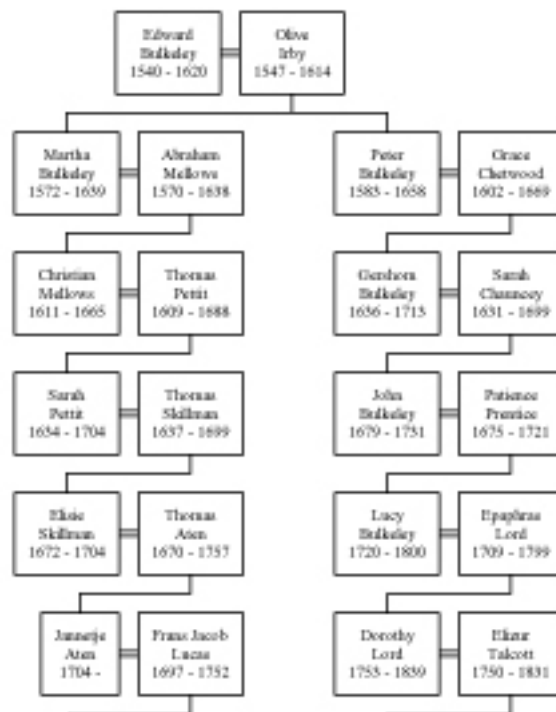 Edward
Bulkeley
1540 - 1620
Olive
Irby
1547 - 1614
Martha
Bulkeley
1572 - 1639
Abraham
Mellows
1570 - 1638
Peter
Bulkeley
1583 - 1658
Grace
Chetwood
1602 - 1669
Christian
Mellows
1611 - 1665
Thomas
Pettit
1609 - 1688
Gershom
Bulkeley
1636 - 1713
Sarah
Chauncey
1631 - 1699
Sarah
Pettit
1634 - 1704
Thomas
Skillman
1637 - 1699
John
Bulkeley
1679 - 1731
Patience
Prentice
1675 - 1721
Elisie
Skillman
1672 - 1704
Thomas
Aten
1670 - 1757
Lucy
Bulkeley
1720 - 1800
Epaphras
Lord
1709 - 1799
Jannetje
Aten
1704 -
Frans Jacob
Lucas
1697 - 1752
Dorothy
Lord
1753 - 1839
Elizur
Talcott
1750 - 1831